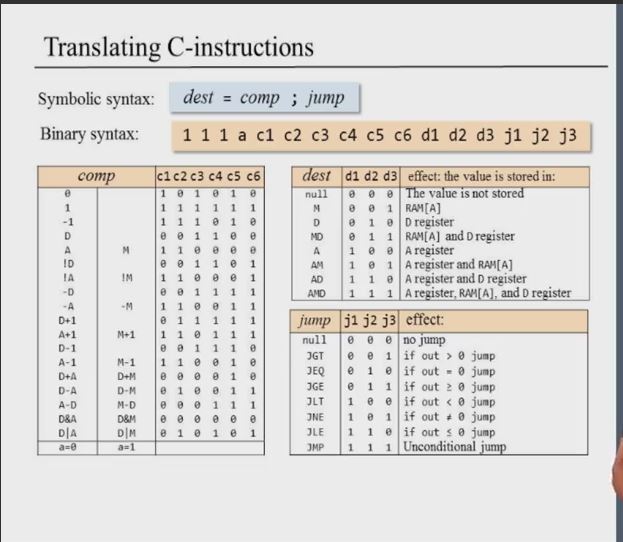 Translating C-instructions
Symbolic syntax: dest = comp ; jump
Binary syntax: 1 1 1 a c1 c2 c3 c4 c5 c6 d1 d2 d3 j1 j2 j3
comp c1 c2 c3 c4 c5 c6
0 1 0 1 0 1 0
1 1 1 1 1 1 1
-1 1 1 1 0 1 0
D 0 0 1 1 0 0
A M 1 1 0 0 0 0
!D 0 0 1 1 0 1
!A !M 1 1 0 0 0 1
-D 0 0 1 1 1 1
-A -M 1 1 0 0 1 1
D+1 0 1 1 1 1 1
A+1 M+1 1 1 0 1 1 1
D-1 0 0 1 1 1 0
A-1 M-1 1 1 0 0 1 0
D+A D+M 0 0 0 0 1 0
D-A D-M 0 1 0 0 1 1
A-D M-D 0 0 0 1 1 1
D&A D&M 0 0 0 0 0 0
D|A D|M 0 1 0 1 0 1
a=0 a=1
dest d1 d2 d3 effect: the value is stored in:
null 0 0 0 The value is not stored
M 0 0 1 RAM[A]
D 0 1 0 D register
MD 0 1 1 RAM[A] and D register
A 1 0 0 A register
AM 1 0 1 A register and RAM[A]
AD 1 1 0 A register and D register
AMD 1 1 1 A register, RAM[A], and D register
jump j1 j2 j3 effect:
null 0 0 0 no jump
JGT 0 0 1 if out > 0 jump
JEQ 0 1 0 if out = 0 jump
JGE 0 1 1 if out ≥ 0 jump
JLT 1 0 0 if out < 0 jump
JNE 1 0 1 if out ≠ 0 jump
JLE 1 1 0 if out ≤ 0 jump
JMP 1 1 1 Unconditional jump